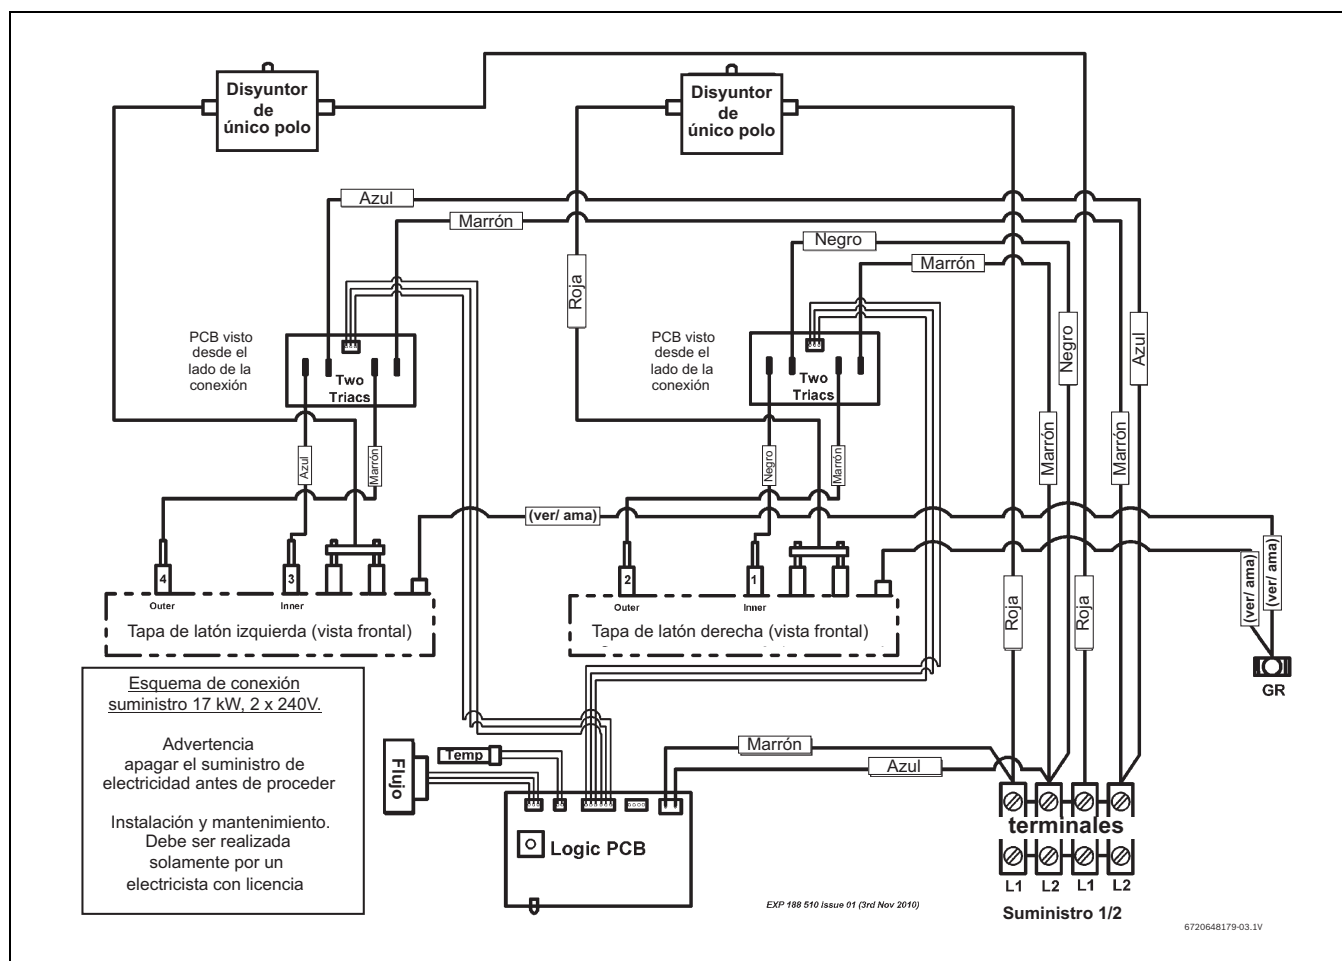 Disyuntor
de
único polo
Disyuntor
de
único polo
Azul
Marrón
Negro
Marrón
Roja
Negro
Azul
PCB visto
desde el
lado de la
conexión
Two
Triacs
PCB visto
desde el
lado de la
conexión
Two
Triacs
Azul
Marrón
Negro
Marrón
Marrón
Marrón
(ver/ ama)
4
3
2
1
Outer
Inner
Outer
Inner
Roja
Roja
(ver/ ama)
(ver/ ama)
Tapa de latón izquierda (vista frontal)
Tapa de latón derecha (vista frontal)
GR
Esquema de conexión
suministro 17 kW, 2 x 240V.
Advertencia
apagar el suministro de
electricidad antes de proceder
Instalación y mantenimiento.
Debe ser realizada
solamente por un
electricista con licencia
Flujo
Temp
Marrón
Azul
Logic PCB
terminales
L1 L2 L1 L2
Suministro 1/2
EXP 188 510 Issue 01 (3rd Nov 2010)
6720648179-03.1V